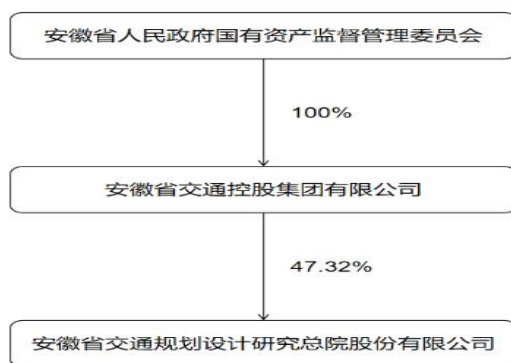 安徽省人民政府国有资产监督管理委员会
100%
安徽省交通控股集团有限公司
47.32%
安徽省交通规划设计研究总院股份有限公司